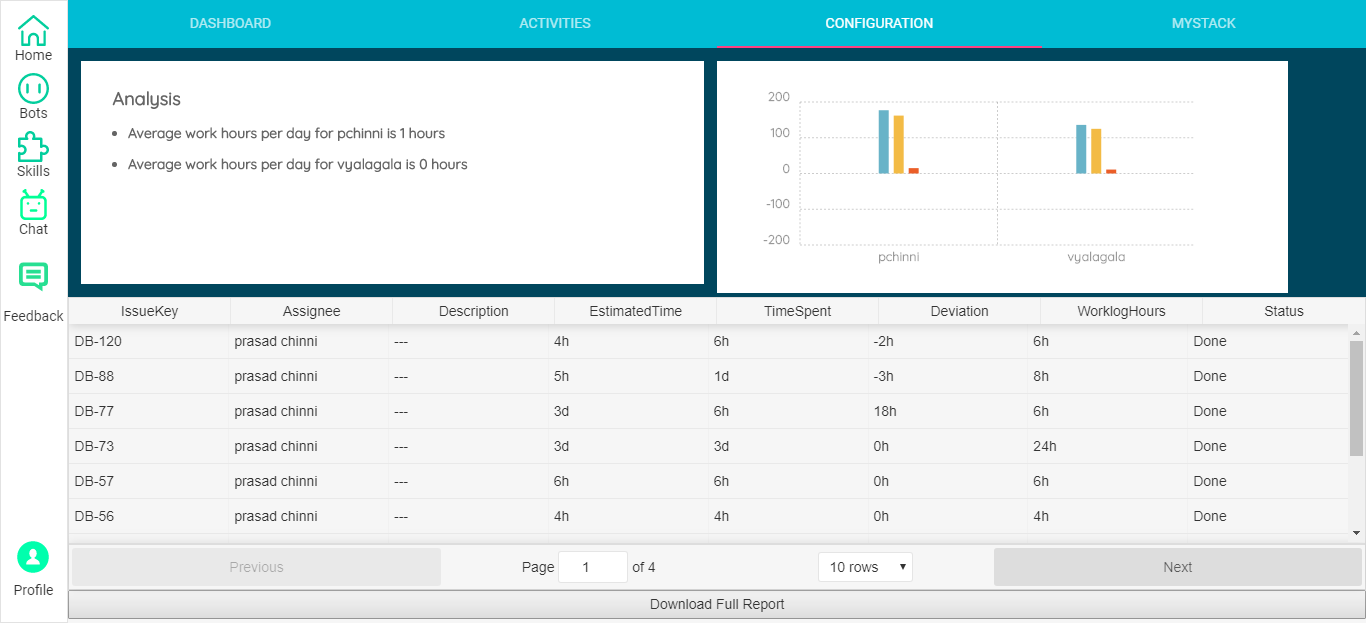 DASHBOARD ACTIVITIES CONFIGURATION MYSTACK
Home
Bots
Skills
Chat
Feedback
Profile
Analysis
Average work hours per day for pchinni is 1 hours
Average work hours per day for vyalagala is 0 hours
200
100
0
-100
-200
pchinni vyalagala
IssueKey Assignee Description EstimatedTime TimeSpent Deviation WorklogHours Status
DB-120 prasad chinni --- 4h 6h -2h 6h Done
DB-88 prasad chinni --- 5h 1d -3h 8h Done
DB-77 prasad chinni --- 3d 6h 18h 6h Done
DB-73 prasad chinni --- 3d 3d 0h 24h Done
DB-57 prasad chinni --- 6h 6h 0h 6h Done
DB-56 prasad chinni --- 4h 4h 0h 4h Done
Previous Page 1 of 4 10 rows Next
Download Full Report